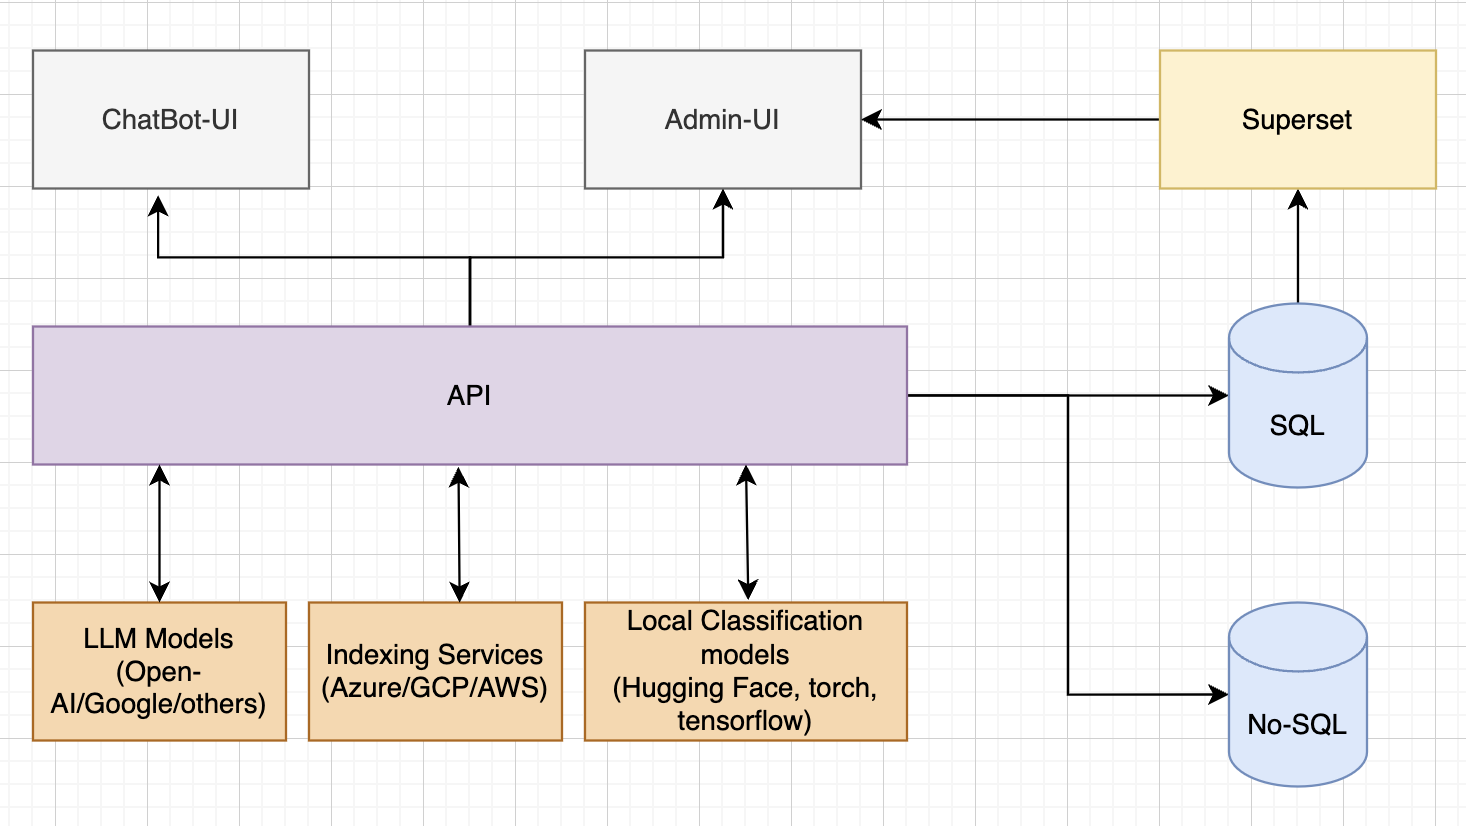 ChatBot-UI
Admin-UI
Superset
API
SQL
LLM Models
(Open-
AI/Google/others)
Indexing Services
(Azure/GCP/AWS)
Local Classification
models
(Hugging Face, torch,
tensorflow)
No-SQL